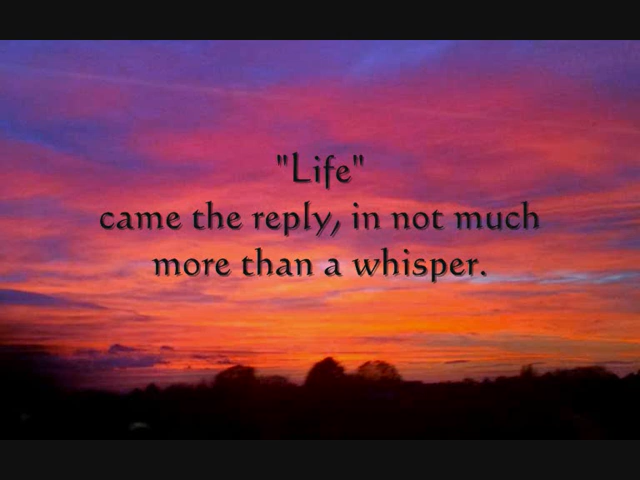 "Life"
came the reply, in not much
more than a whisper.